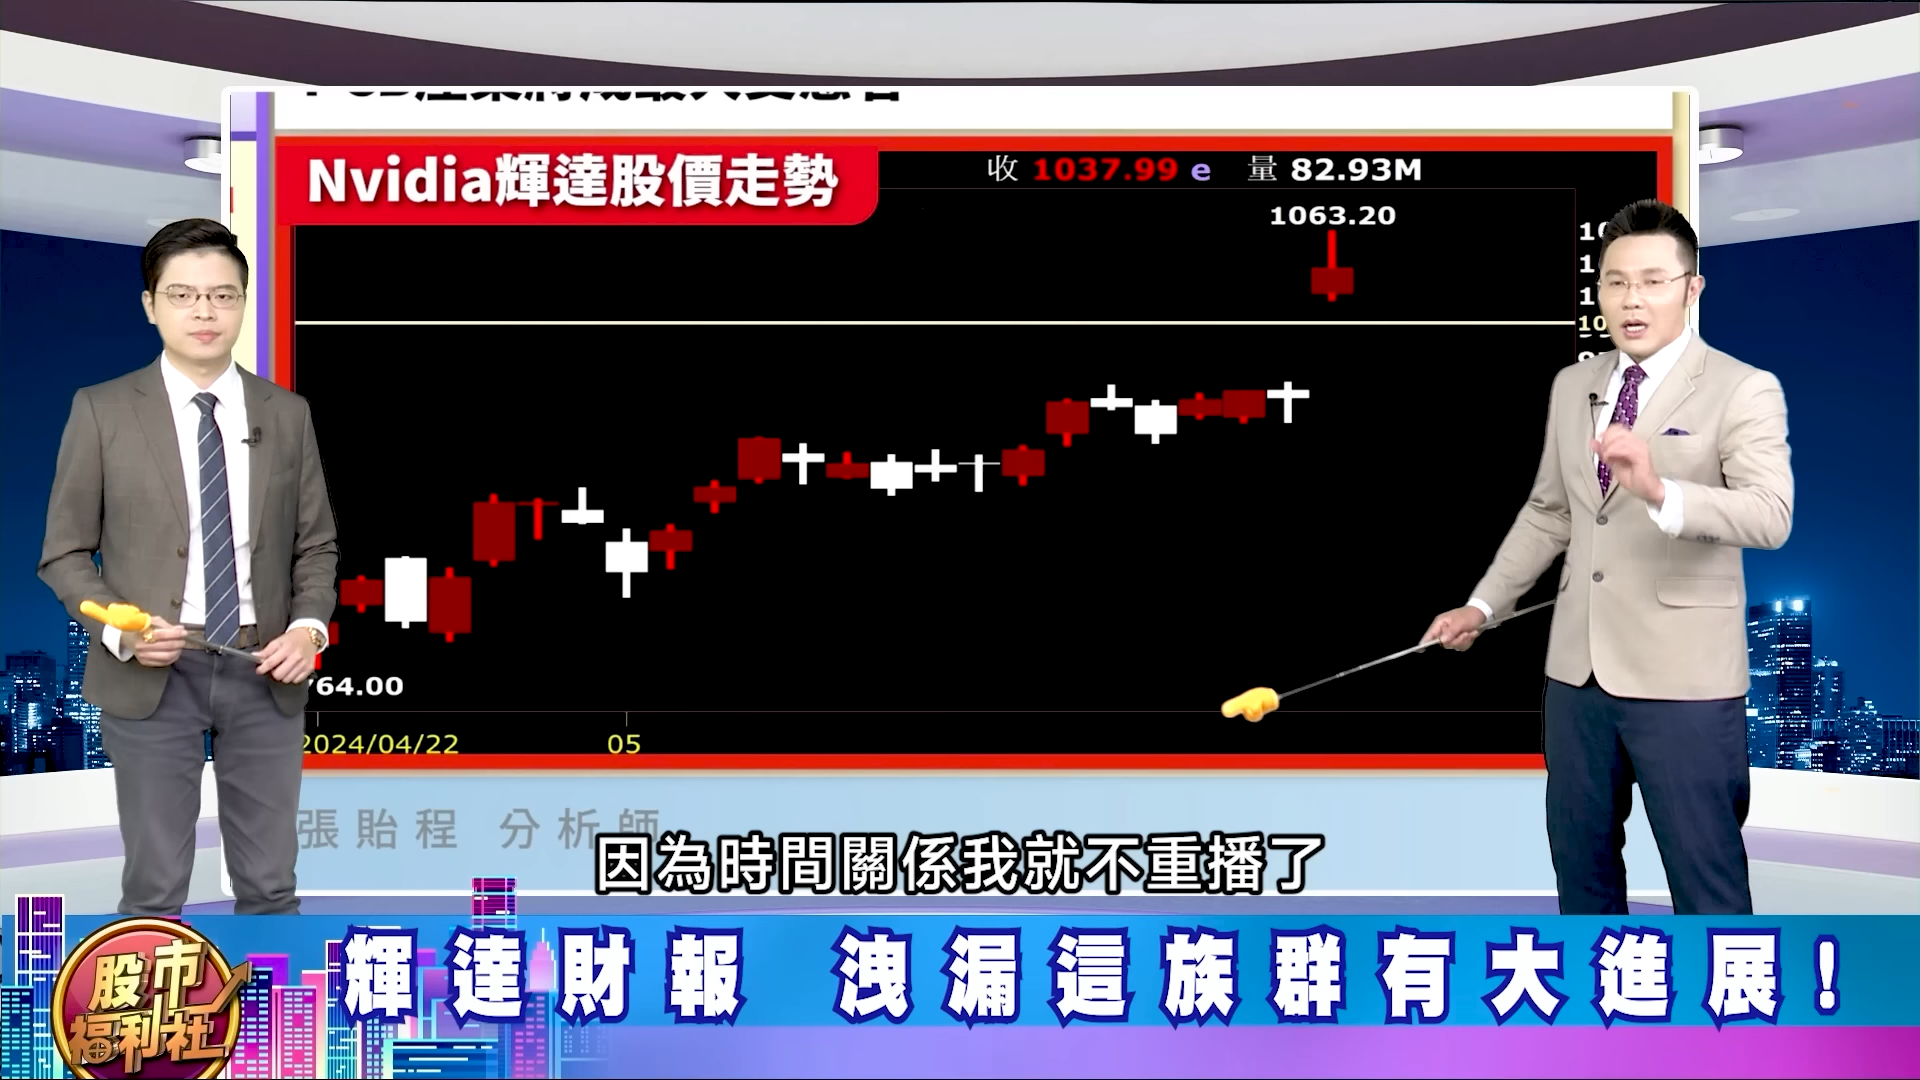 Nvidia輝達股價走勢
收 1037.99 e 量 82.93M
1063.20
764.00
2024/04/22
05
張貽程 分析師
因為時間關係我就不重播了
輝達財報 洩漏這族群有大進展!
股市
福利社